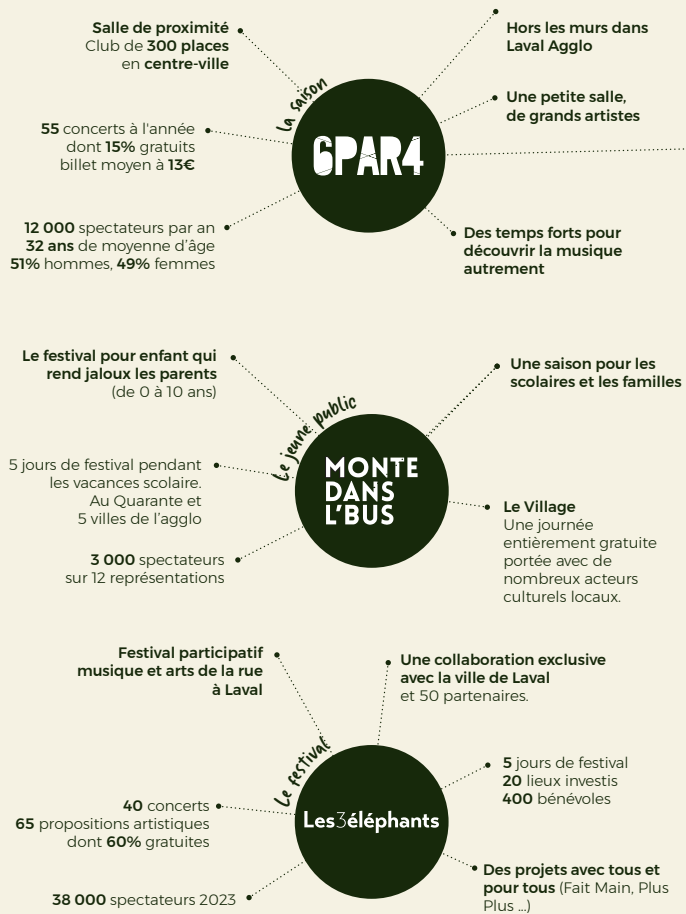 Salle de proximité
Club de 300 places
en centre-ville
55 concerts à l'année
dont 15% gratuits
billet moyen à 13€
12 000 spectateurs par an
32 ans de moyenne d'âge
51% hommes, 49% femmes
La saison
6PAR4
Hors les murs dans
Laval Agglo
Une petite salle,
de grands artistes
Des temps forts pour
découvrir la musique
autrement
Le festival pour enfant qui
rend jaloux les parents
(de 0 à 10 ans)
5 jours de festival pendant
les vacances scolaire.
Au Quarante et
5 villes de l'agglo
3 000 spectateurs
sur 12 représentations
Le jeune public
MONTE
DANS
L'BUS
Une saison pour les
scolaires et les familles
Le Village
Une journée
entièrement gratuite
portée avec de
nombreux acteurs
culturels locaux.
Festival participatif
musique et arts de la rue
à Laval
40 concerts
65 propositions artistiques
dont 60% gratuites
38 000 spectateurs 2023
Le festival
Les3éléphants
Une collaboration exclusive
avec la ville de Laval
et 50 partenaires.
5 jours de festival
20 lieux investis
400 bénévoles
Des projets avec tous et
pour tous (Fait Main, Plus
Plus ...)